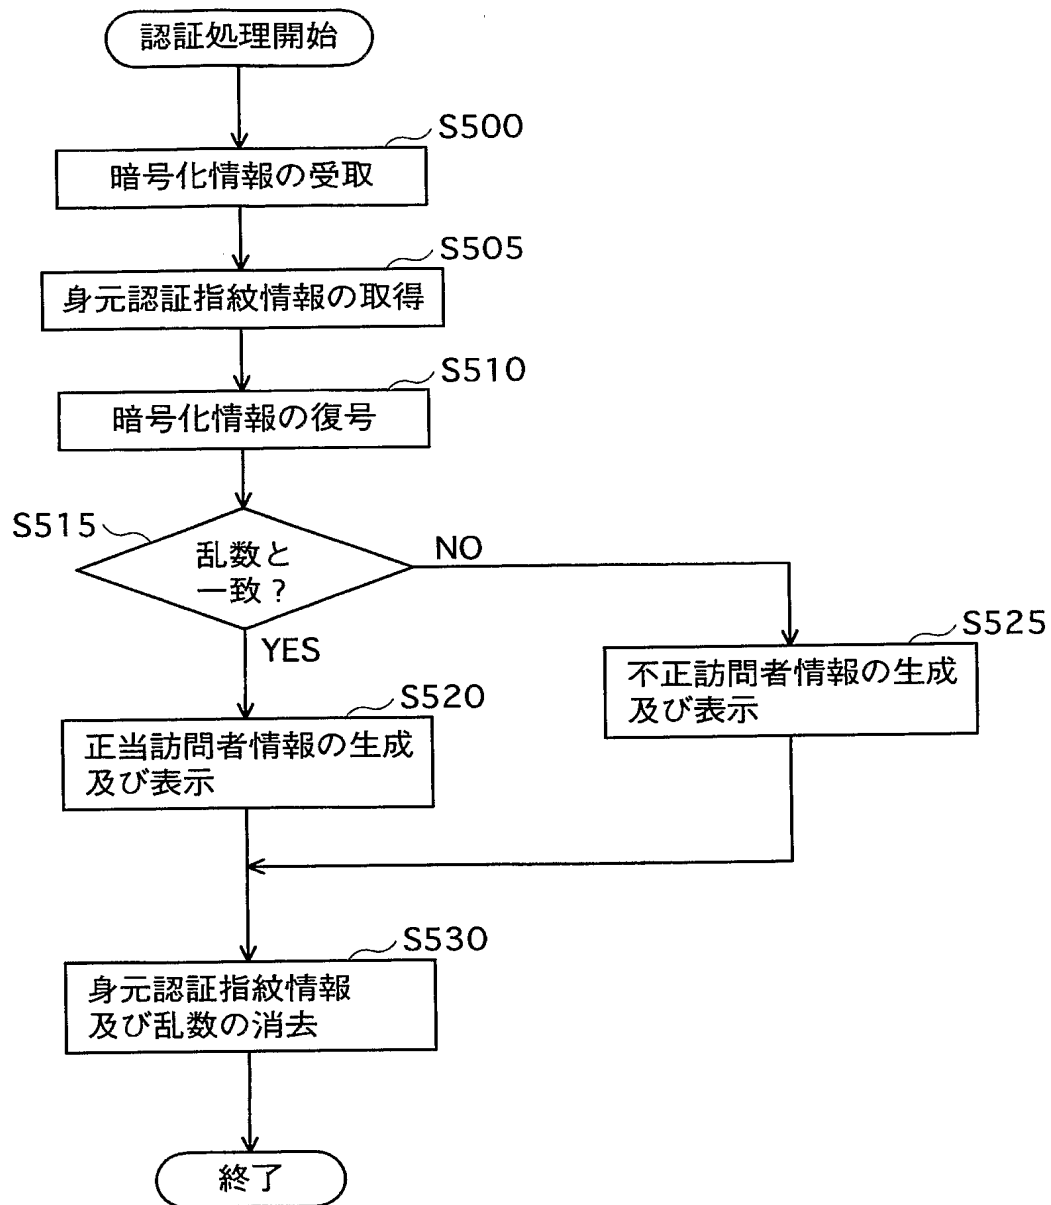 認証処理開始
S500
暗号化情報の受取
S505
身元認証指紋情報の取得
S510
暗号化情報の復号
S515
乱数と
一致?
NO
YES
S525
不正訪問者情報の生成
及び表示
S520
正当訪問者情報の生成
及び表示
S530
身元認証指紋情報
及び乱数の消去
終了